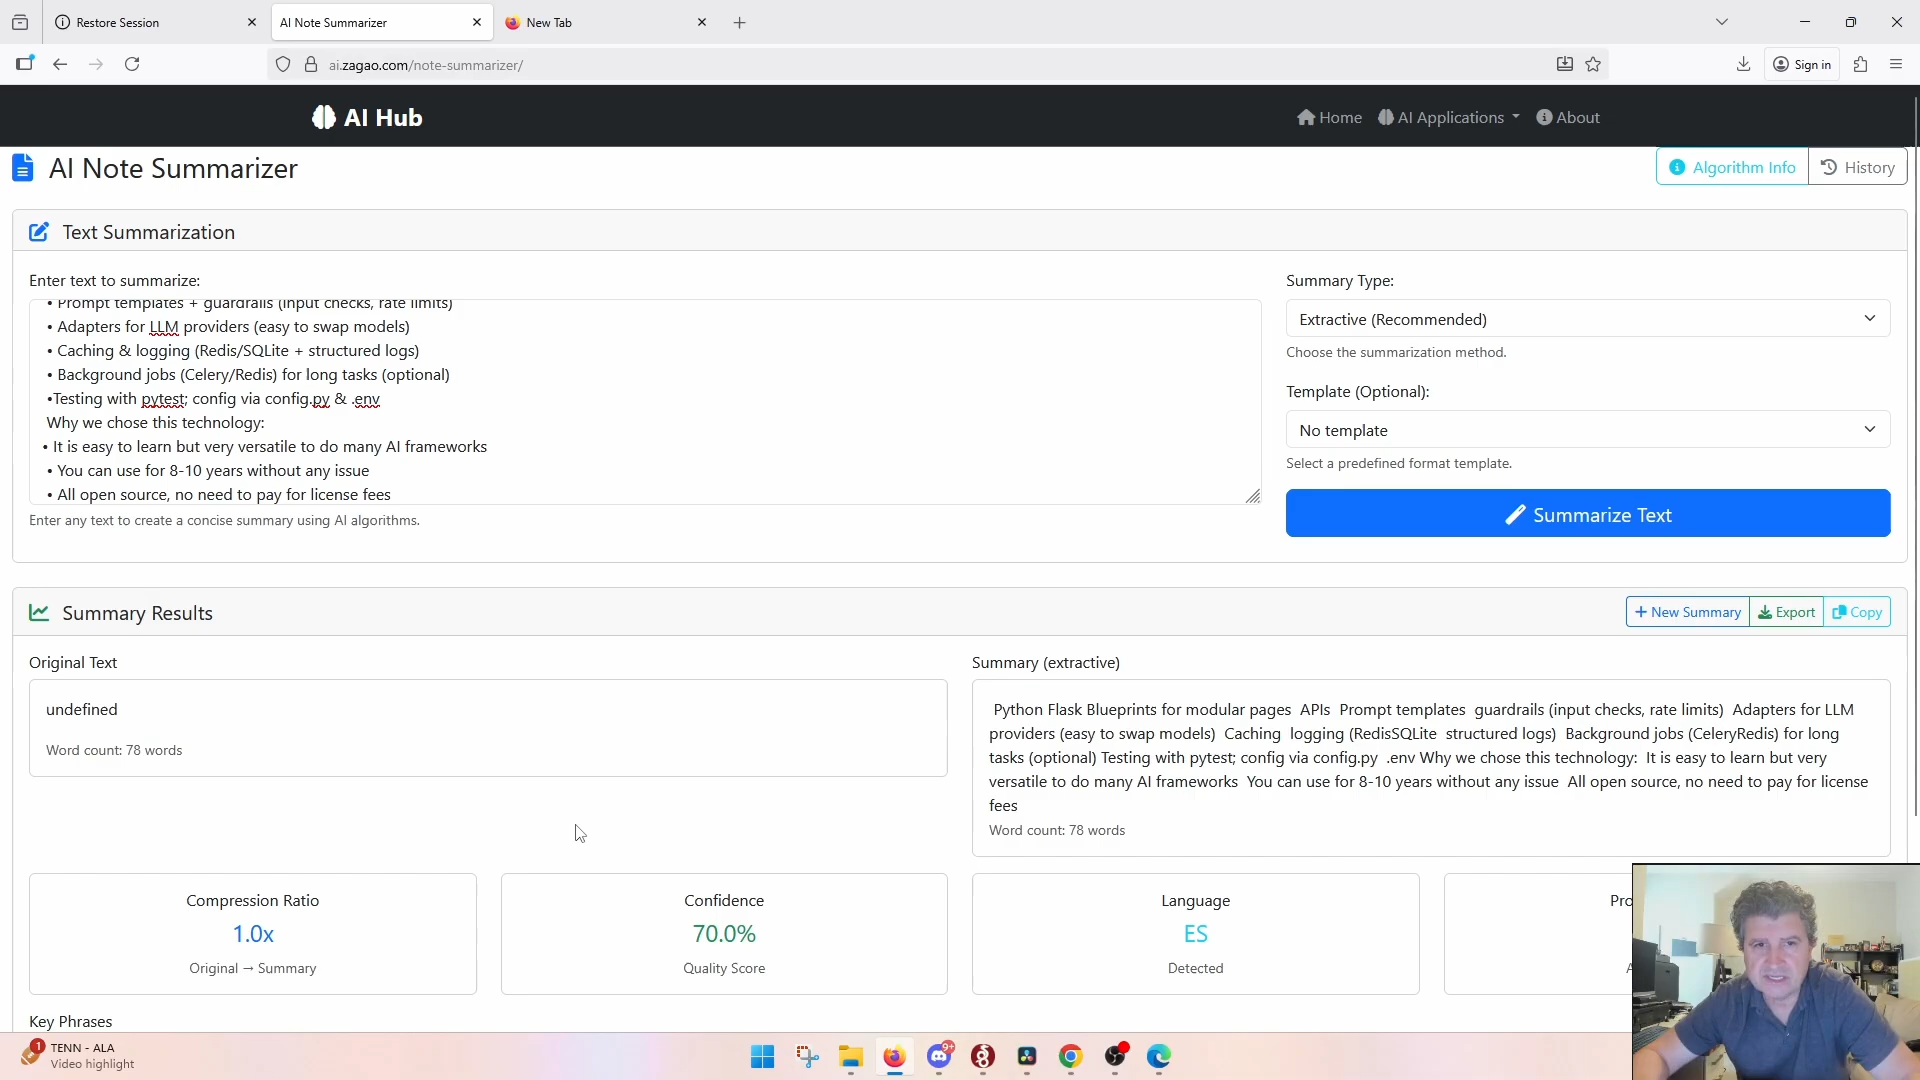 Restore Session
AI Note Summarizer
New Tab
ai.zagao.com/note-summarizer/
Sign in
AI Hub
Home
AI Applications
About
AI Note Summarizer
Algorithm Info
History
Text Summarization
Enter text to summarize:
• Prompt templates + guardrails (input checks, rate limits)
• Adapters for LLM providers (easy to swap models)
• Caching & logging (Redis/SQLite + structured logs)
• Background jobs (Celery/Redis) for long tasks (optional)
•Testing with pytest; config via config.py & .env
Why we chose this technology:
• It is easy to learn but very versatile to do many AI frameworks
• You can use for 8-10 years without any issue
• All open source, no need to pay for license fees
Enter any text to create a concise summary using AI algorithms.
Summary Type:
Extractive (Recommended)
Choose the summarization method.
Template (Optional):
No template
Select a predefined format template.
Summarize Text
Summary Results
New Summary
Export
Copy
Original Text
undefined
Word count: 78 words
Summary (extractive)
Python Flask Blueprints for modular pages APIs Prompt templates guardrails (input checks, rate limits) Adapters for LLM
providers (easy to swap models) Caching logging (RedisSQLite structured logs) Background jobs (CeleryRedis) for long
tasks (optional) Testing with pytest; config via config.py .env Why we chose this technology: It is easy to learn but very
versatile to do many AI frameworks You can use for 8-10 years without any issue All open source, no need to pay for license
fees
Word count: 78 words
Compression Ratio
1.0x
Original → Summary
Confidence
70.0%
Quality Score
Language
ES
Detected
Pro
Key Phrases
1
TENN - ALA
Video highlight
9+